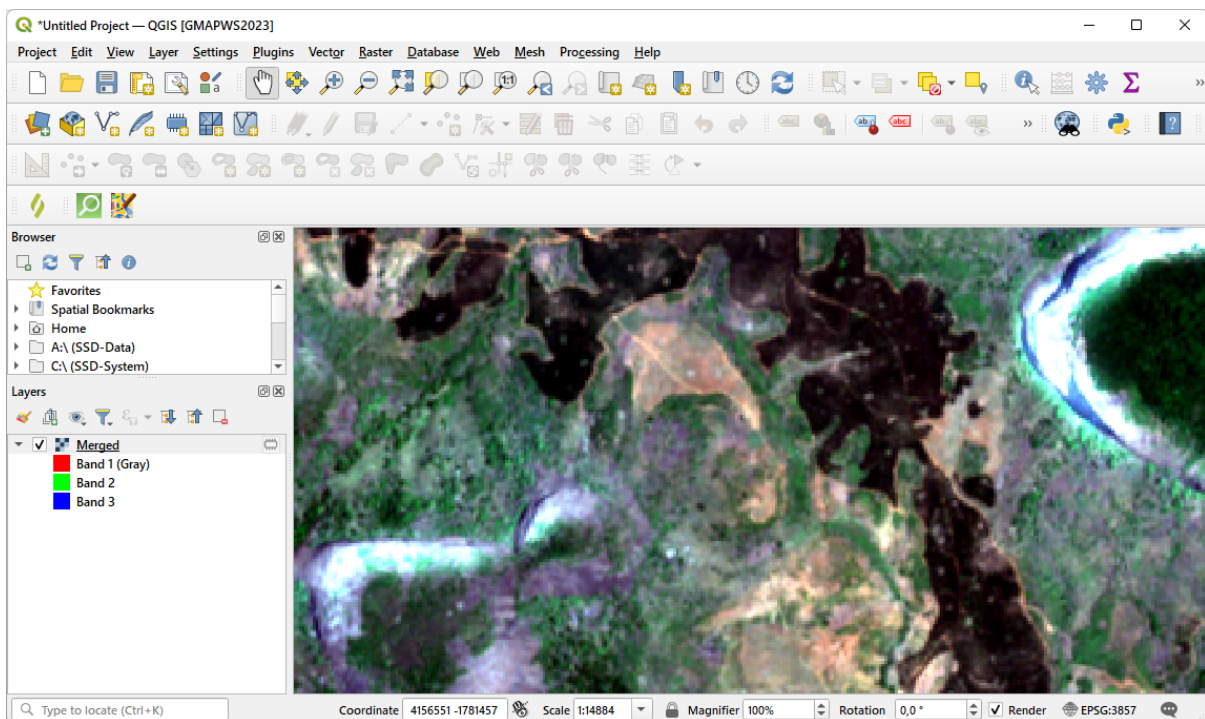 *Untitled Project — QGIS [GMAPWS2023]
Project Edit View Layer Settings Plugins Vector Raster Database Web Mesh Processing Help
Browser
Favorites
Spatial Bookmarks
Home
A:\ (SSD-Data)
C:\ (SSD-System)
Layers
Merged
Band 1 (Gray)
Band 2
Band 3
Type to locate (Ctrl+K) Coordinate 4156551 -1781457 Scale 1:14884 Magnifier 100% Rotation 0,0 ° Render EPSG:3857